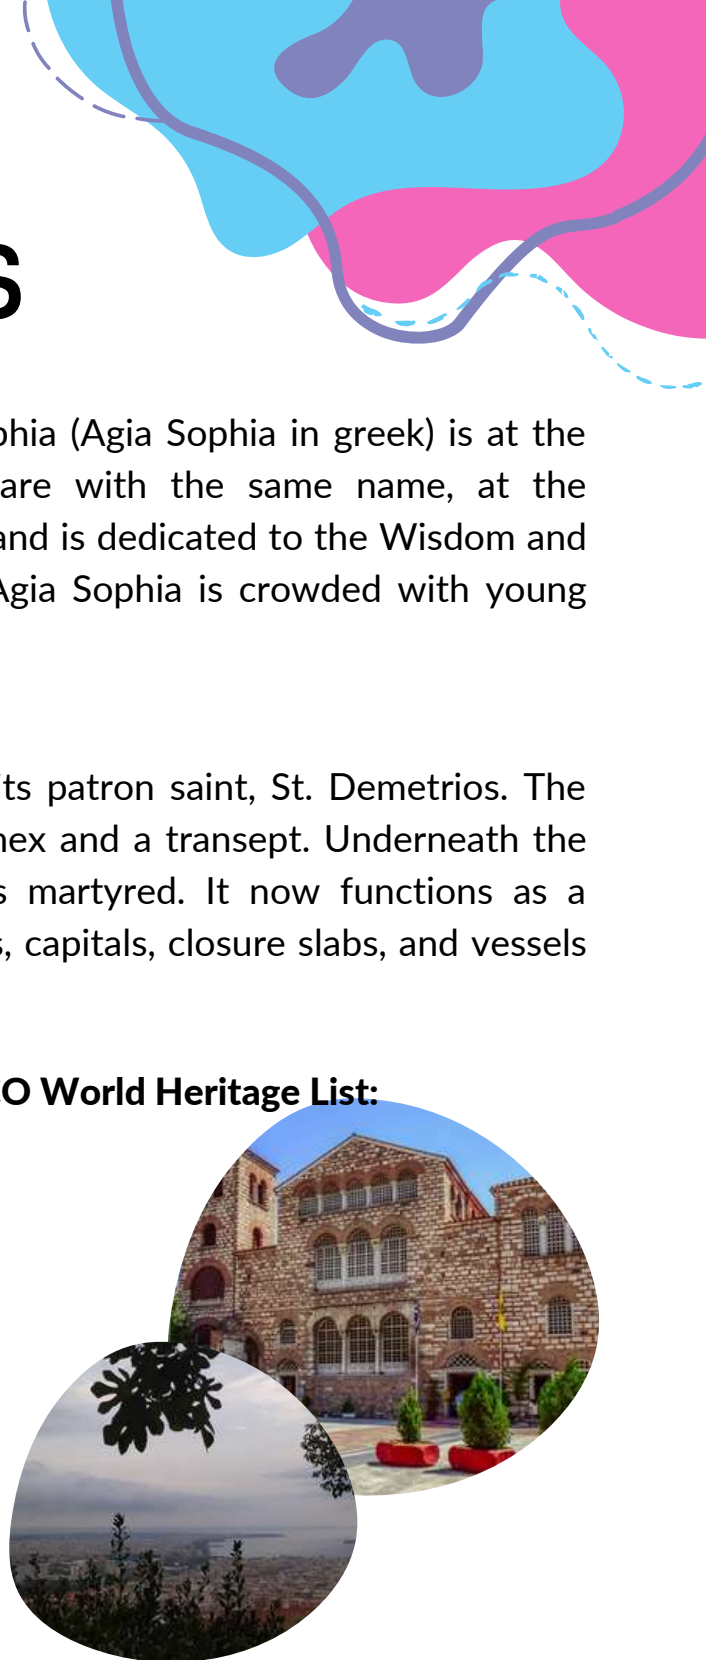 S
phia (Agia Sophia in greek) is at the
are with the same name, at the
and is dedicated to the Wisdom and
Agia Sophia is crowded with young
its patron saint, St. Demetrios. The
nex and a transept. Underneath the
s martyred. It now functions as a
s, capitals, closure slabs, and vessels
CO World Heritage List: